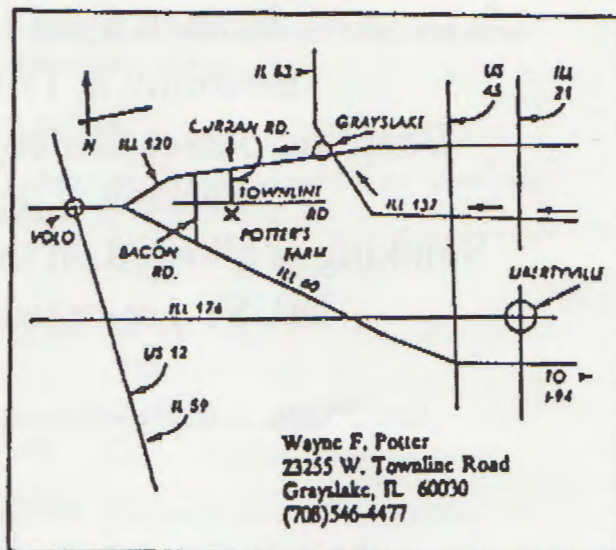 IL 83
US
45
ILL
21
CURRAN RD.
GRAYSLAKE
N
ILL 120
TOWNLINE
RD
ILL 137
VOLO
BACON
RD.
POTTER'S
FARM
ILL 60
LIBERTYVILLE
ILL 176
US 12
TO
I-94
IL 59
Wayne F. Potter
23255 W. Townline Road
Grayslake, IL 60030
(708)546-4477